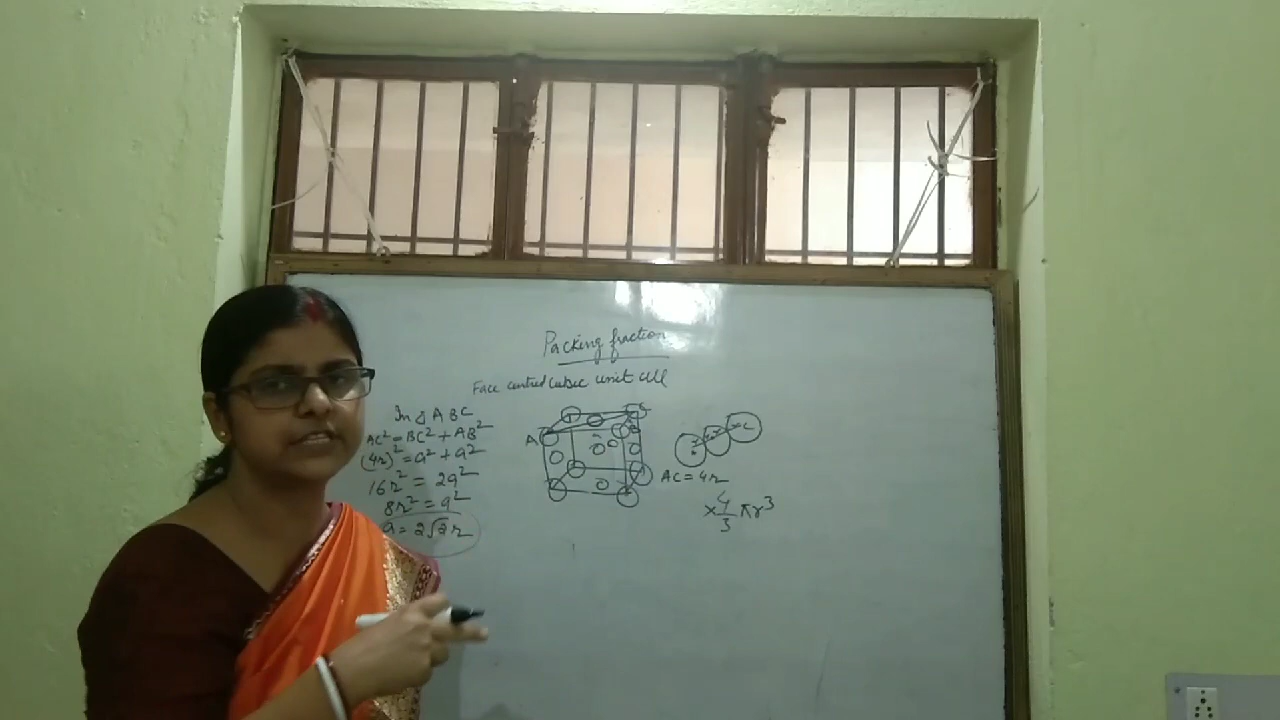 Packing fraction
Face centred cubic unit cell
In △ ABC
AC² = BC² + AB²
(4r)² = a² + a²
16r² = 2a²
8r² = a²
a = 2√2 r
A
B
C
AC = 4r
× 4/3 πr³